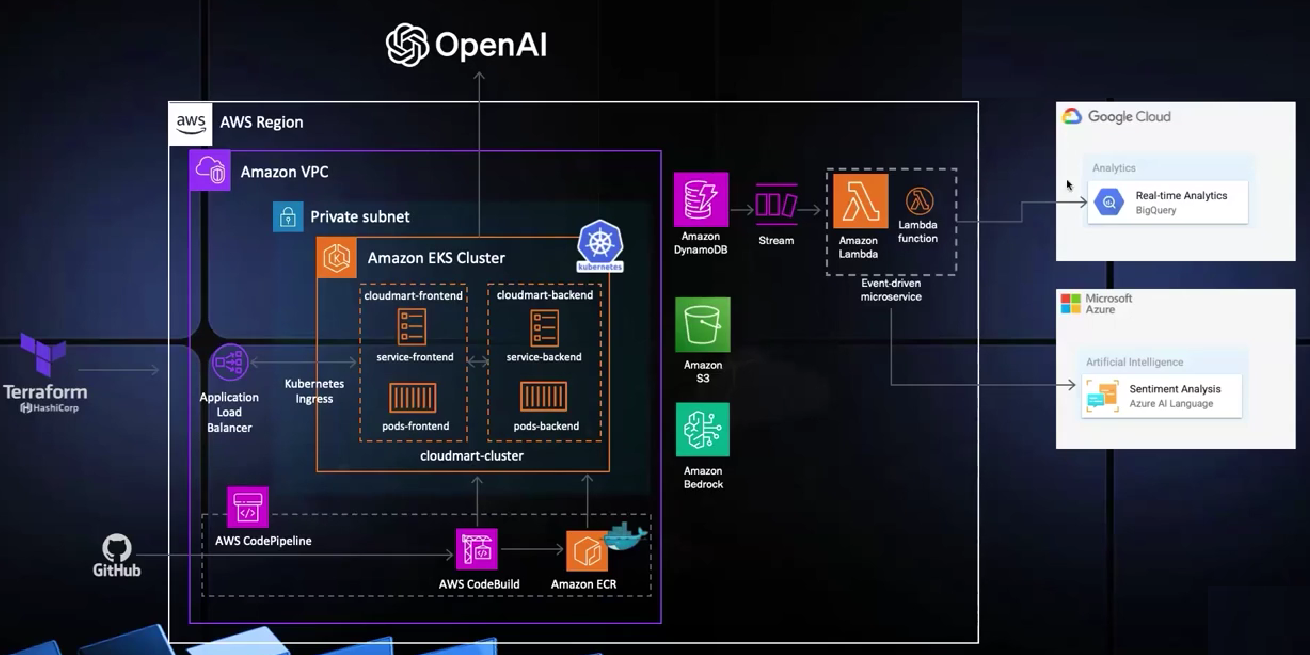 OpenAI
aws
AWS Region
Amazon VPC
Private subnet
Amazon EKS Cluster
kubernetes
cloudmart-frontend
cloudmart-backend
service-frontend
service-backend
pods-frontend
pods-backend
cloudmart-cluster
Terraform
HashiCorp
Application
Load
Balancer
Kubernetes
Ingress
AWS CodePipeline
GitHub
AWS CodeBuild
Amazon ECR
Amazon
DynamoDB
Stream
Amazon
Lambda
Lambda
function
Event-driven
microservice
Amazon
S3
Amazon
Bedrock
Google Cloud
Analytics
Real-time Analytics
BigQuery
Microsoft
Azure
Artificial Intelligence
Sentiment Analysis
Azure AI Language